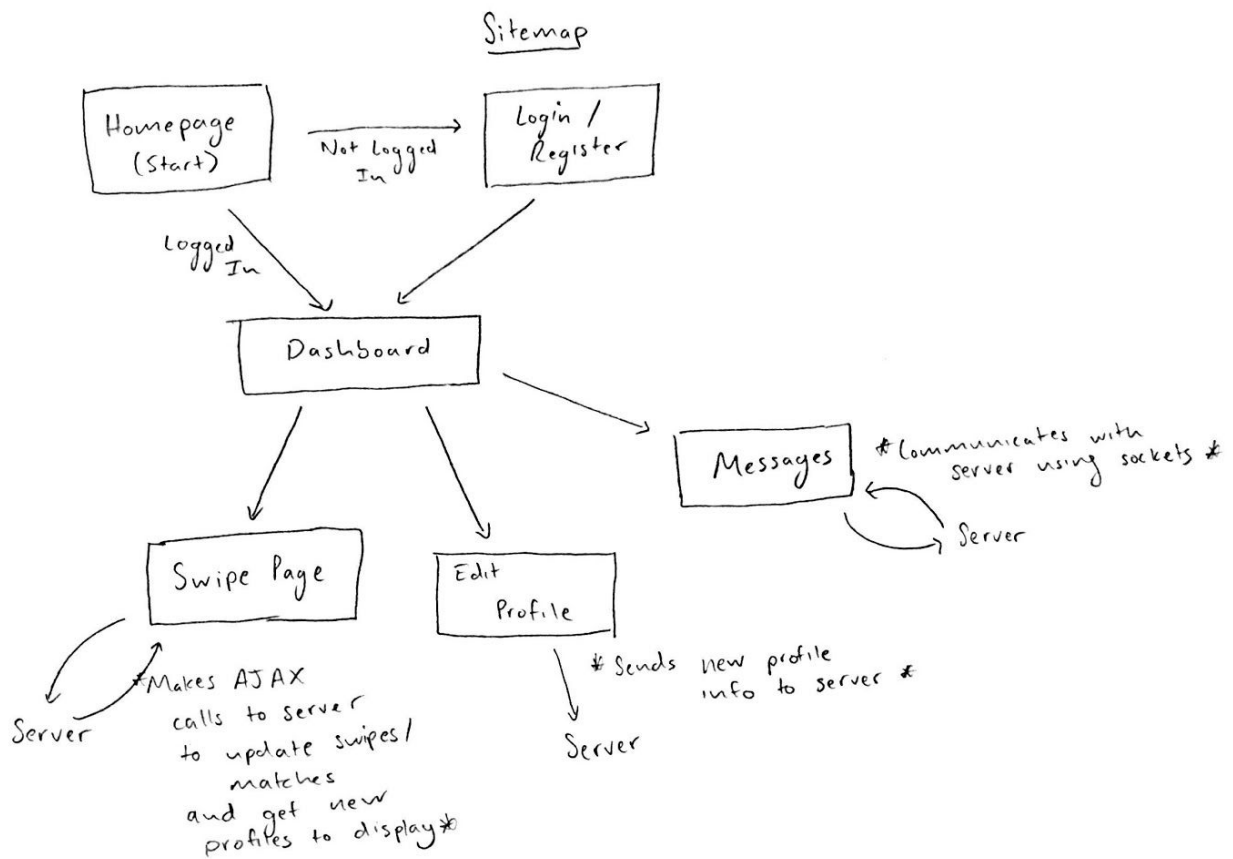 Sitemap
Homepage
(Start)
Not Logged
In
Login /
Register
Logged
In
Dashboard
Messages
*Communicates with
server using sockets *
Server
Swipe Page
Edit
Profile
* Sends new profile
info to server *
Server
Server
*Makes AJAX
calls to server
to update swipes/
matches
and get new
profiles to display*